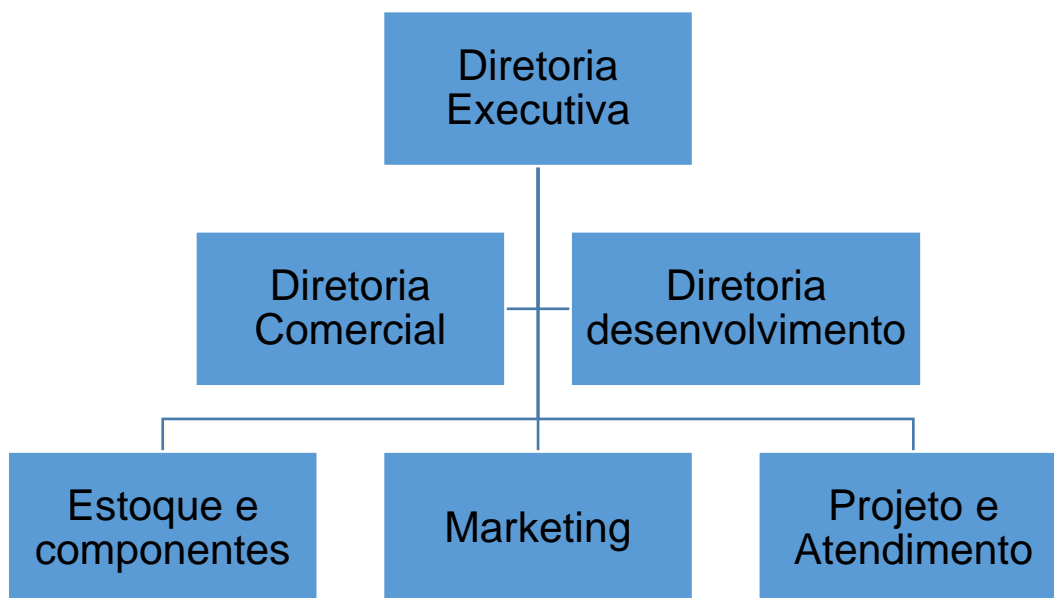 Diretoria
Executiva
Diretoria
Comercial
Diretoria
desenvolvimento
Estoque e
componentes
Marketing
Projeto e
Atendimento